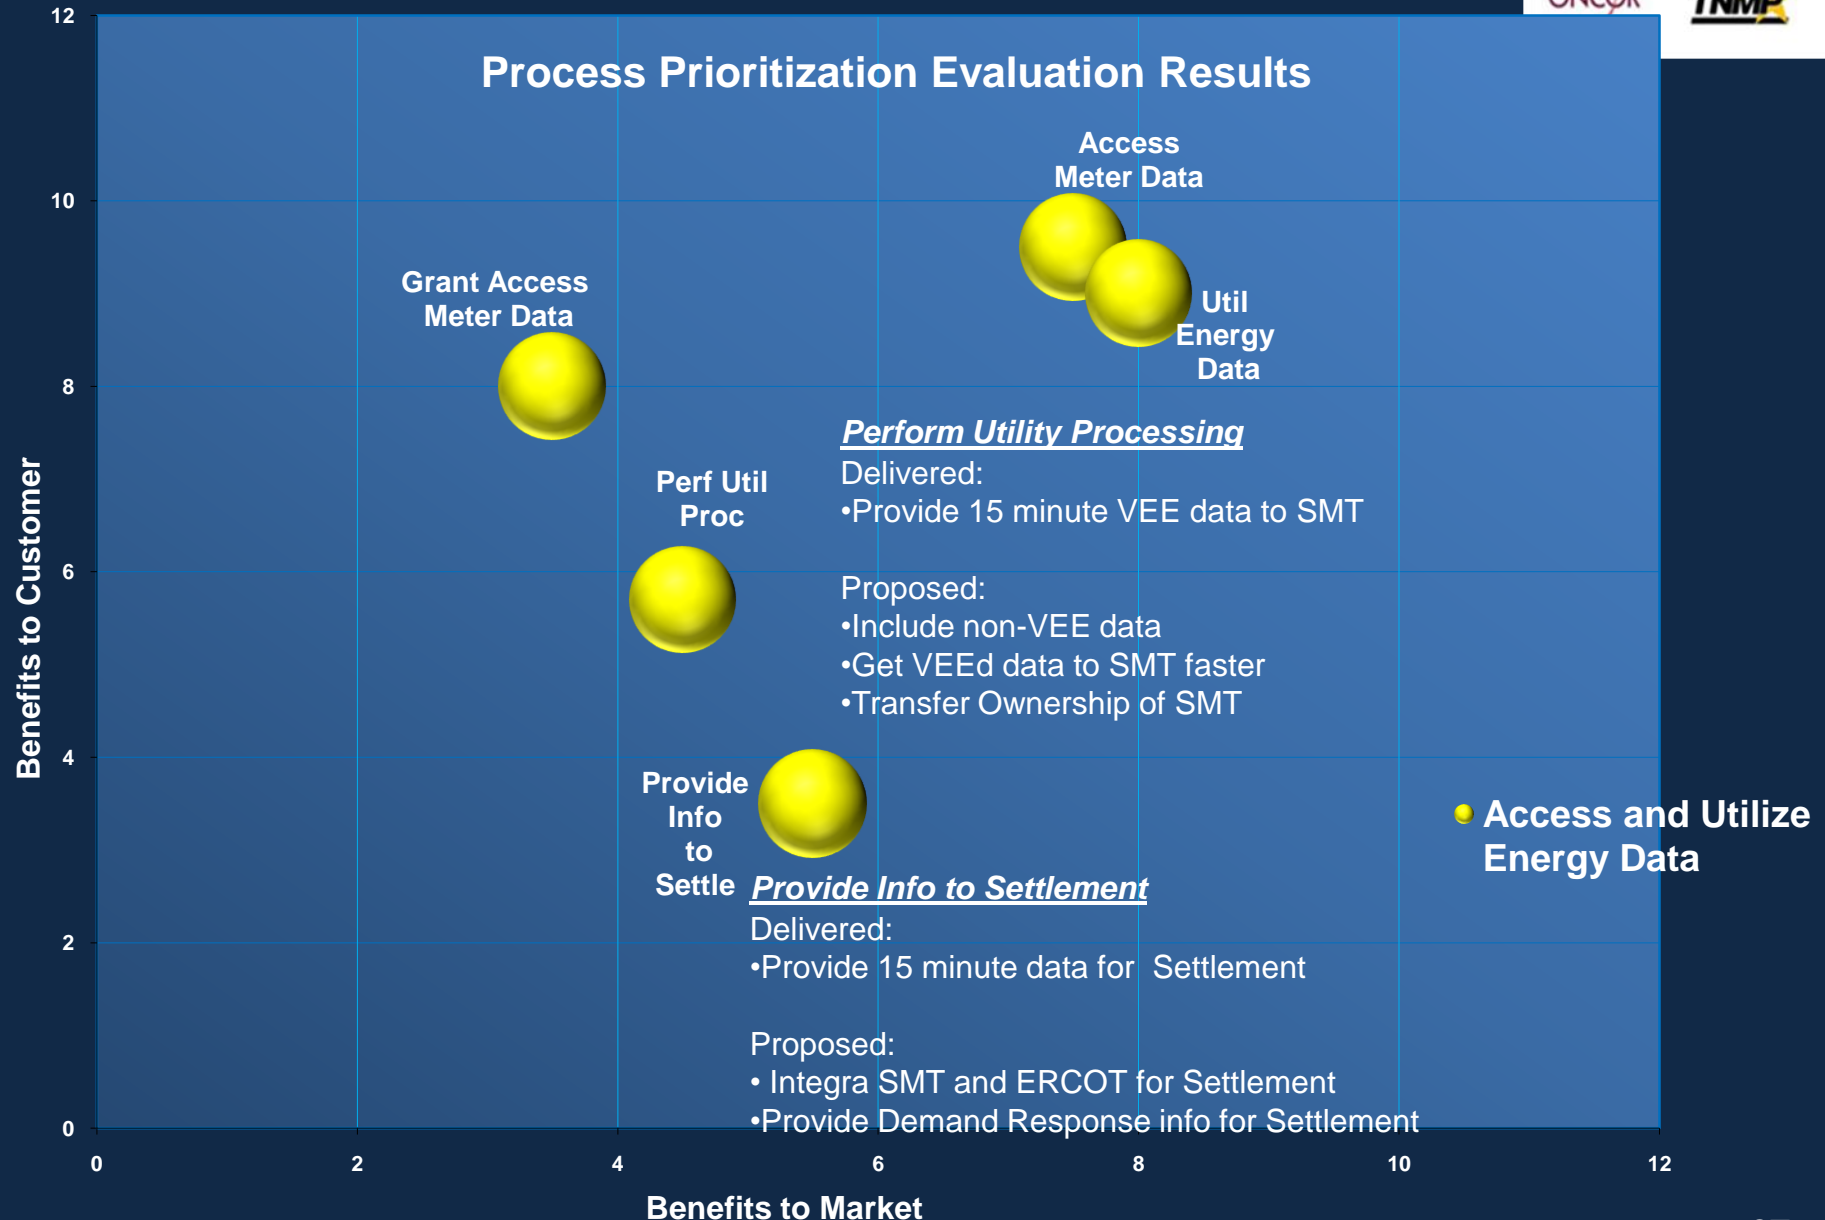 ONCOR
TNMP
Process Prioritization Evaluation Results
12
10
8
6
4
2
0
Benefits to Customer
Access
Meter Data
Grant Access
Meter Data
Util
Energy
Data
Perf Util
Proc
Perform Utility Processing
Delivered:
•Provide 15 minute VEE data to SMT
Proposed:
•Include non-VEE data
•Get VEEd data to SMT faster
•Transfer Ownership of SMT
Provide
Info
to
Settle
Provide Info to Settlement
Delivered:
•Provide 15 minute data for  Settlement
Proposed:
• Integra SMT and ERCOT for Settlement
•Provide Demand Response info for Settlement
Access and Utilize
Energy Data
0 2 4 6 8 10 12
Benefits to Market